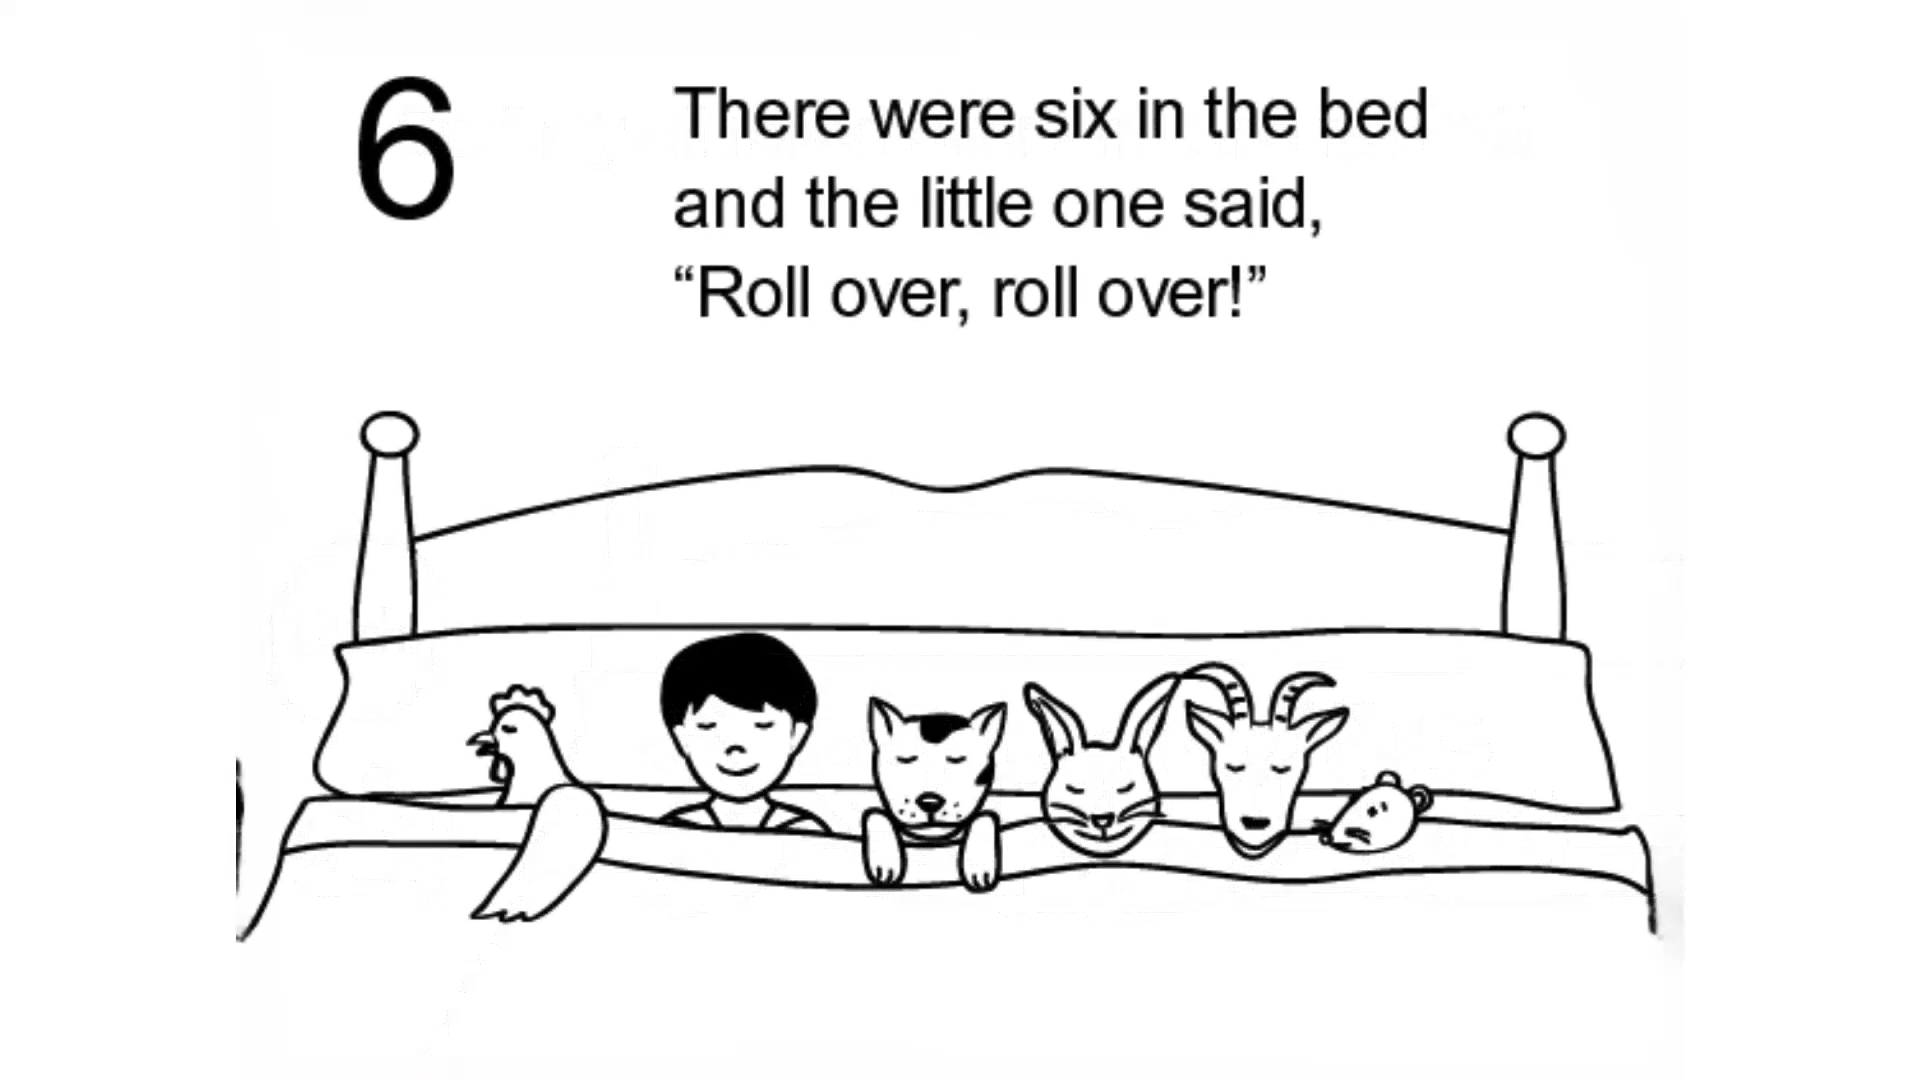 6
There were six in the bed
and the little one said,
“Roll over, roll over!”